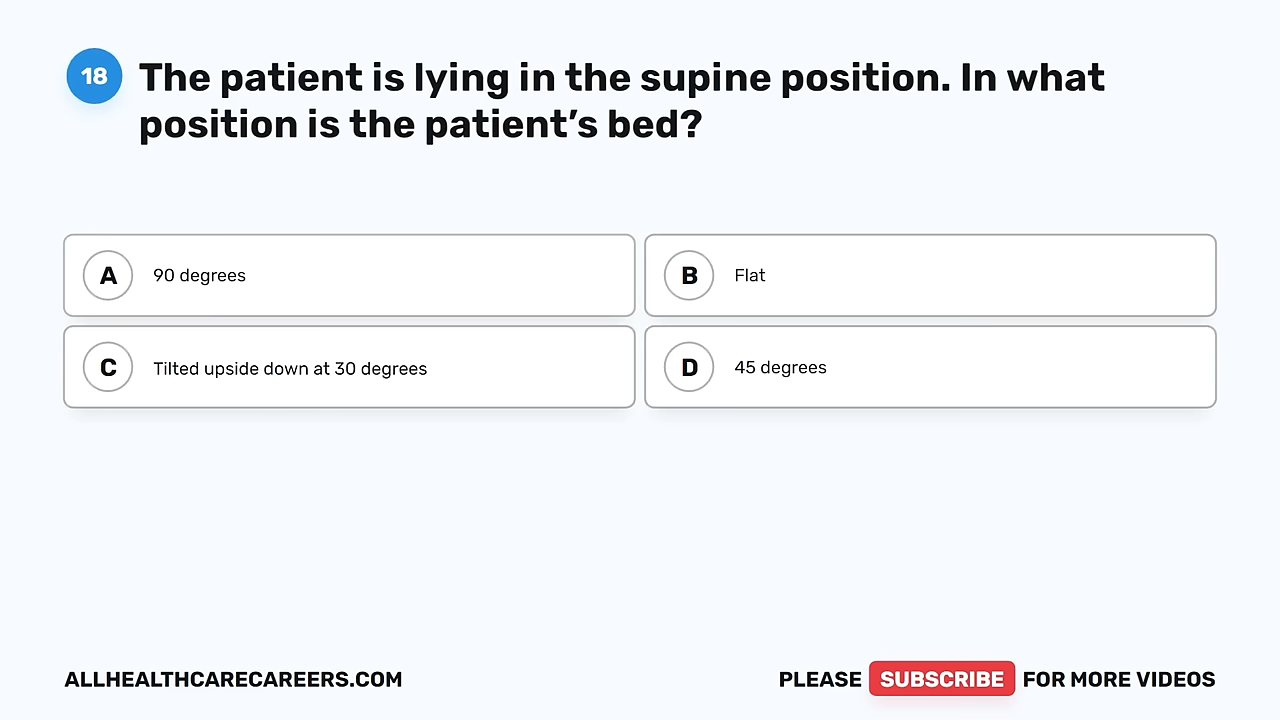 18
The patient is lying in the supine position. In what
position is the patient’s bed?
A 90 degrees
B Flat
C Tilted upside down at 30 degrees
D 45 degrees
ALLHEALTHCARECAREERS.COM
PLEASE SUBSCRIBE FOR MORE VIDEOS